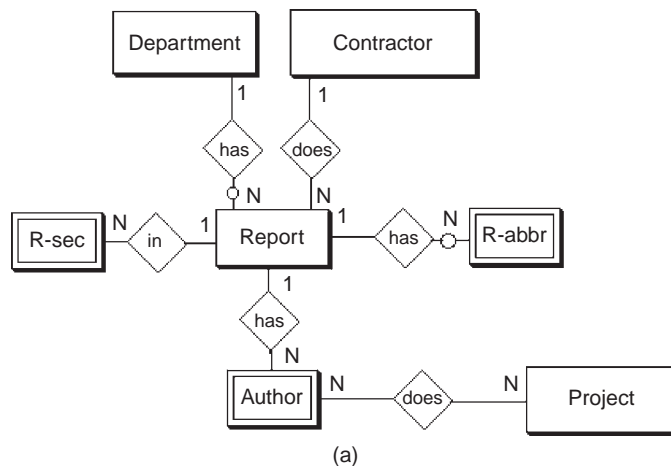 Department
Contractor
1
1
has
does
N
N
R-sec
N
in
1
Report
1
has
N
R-abbr
1
has
N
Author
N
does
N
Project
(a)